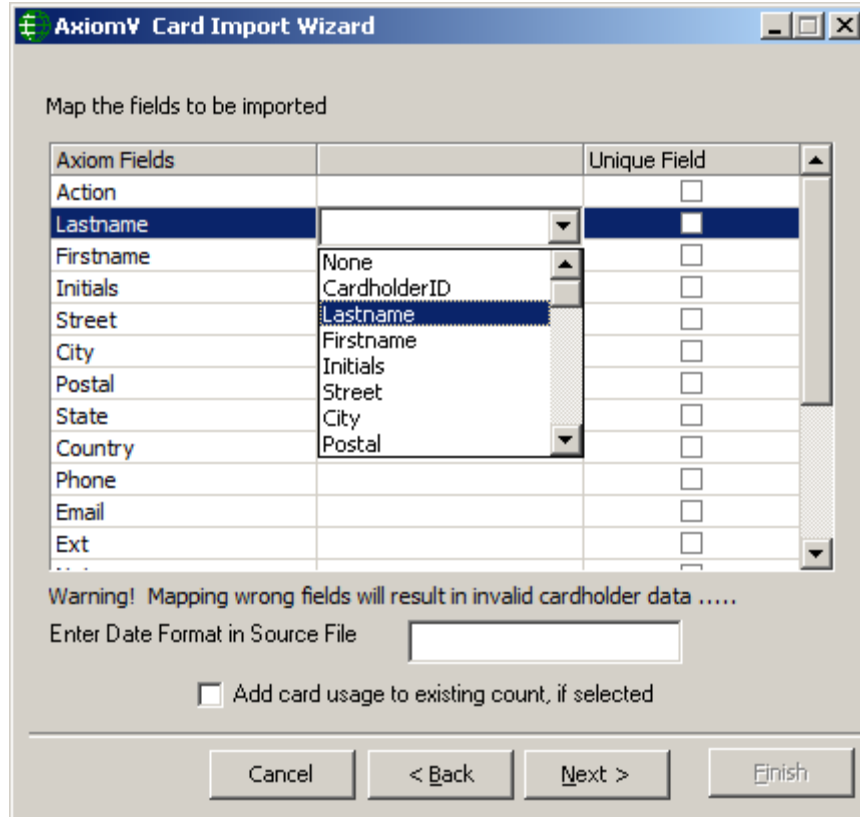 AxiomV Card Import Wizard
Map the fields to be imported
Axiom Fields Unique Field
Action
Lastname
Firstname None
CardholderID
Initials Lastname
Street Firstname
Initials
City Street
Postal
State City
Country Postal
Phone
Email
Ext
Warning! Mapping wrong fields will result in invalid cardholder data .....
Enter Date Format in Source File
Add card usage to existing count, if selected
Cancel < Back Next > Finish